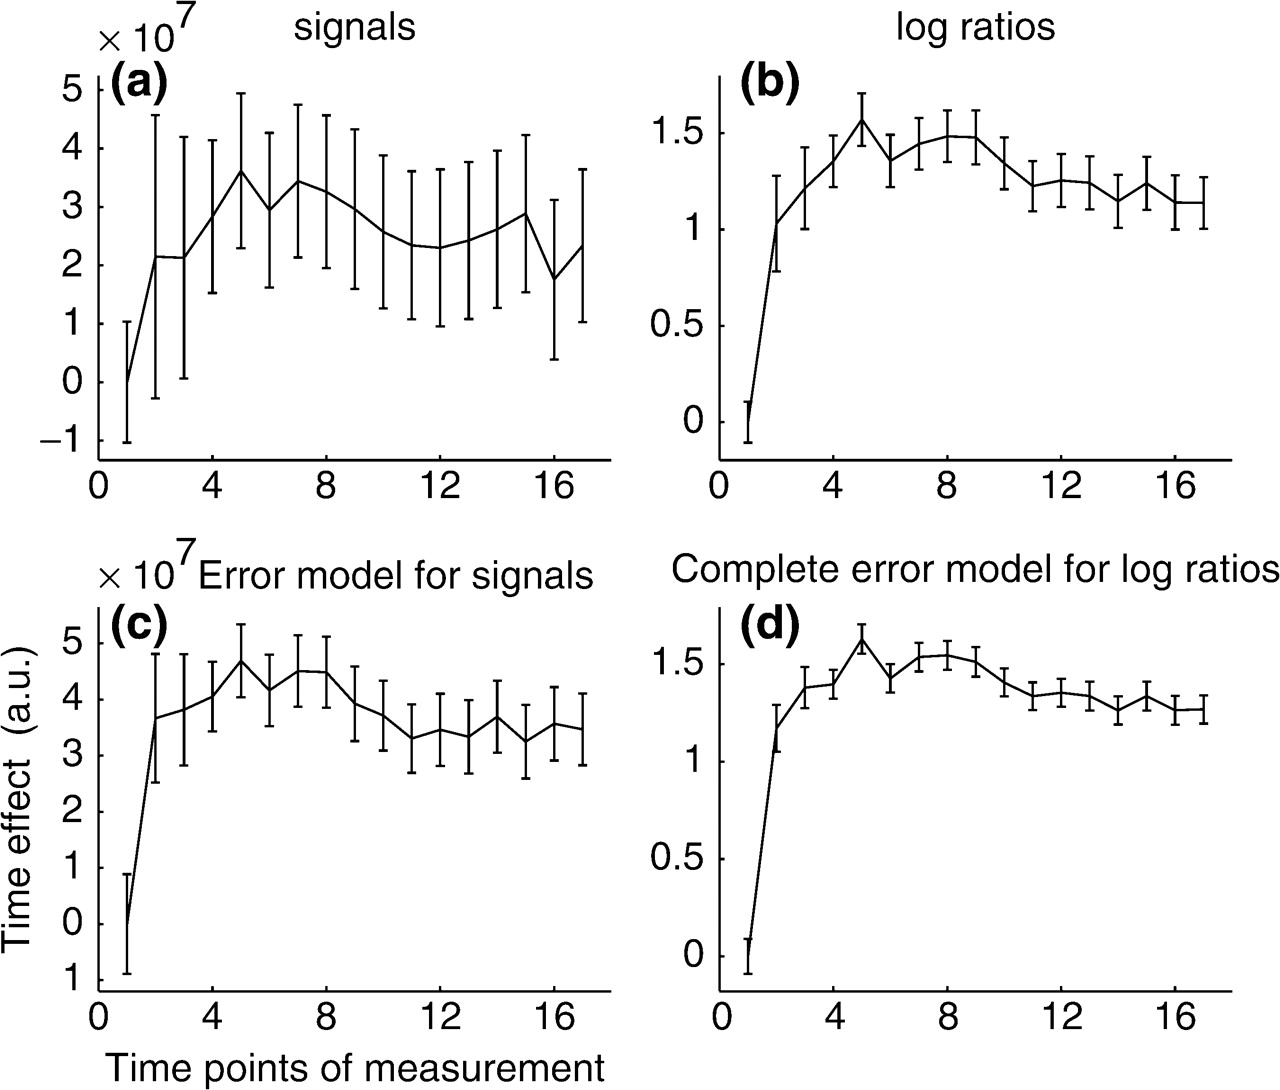 × 10^7 signals
(a)
5
4
3
2
1
0
−1
0 4 8 12 16
log ratios
(b)
1.5
1
0.5
0
0 4 8 12 16
× 10^7 Error model for signals
(c)
5
4
3
2
1
0
1
0 4 8 12 16
Time effect (a.u.)
Time points of measurement
Complete error model for log ratios
(d)
1.5
1
0.5
0
0 4 8 12 16